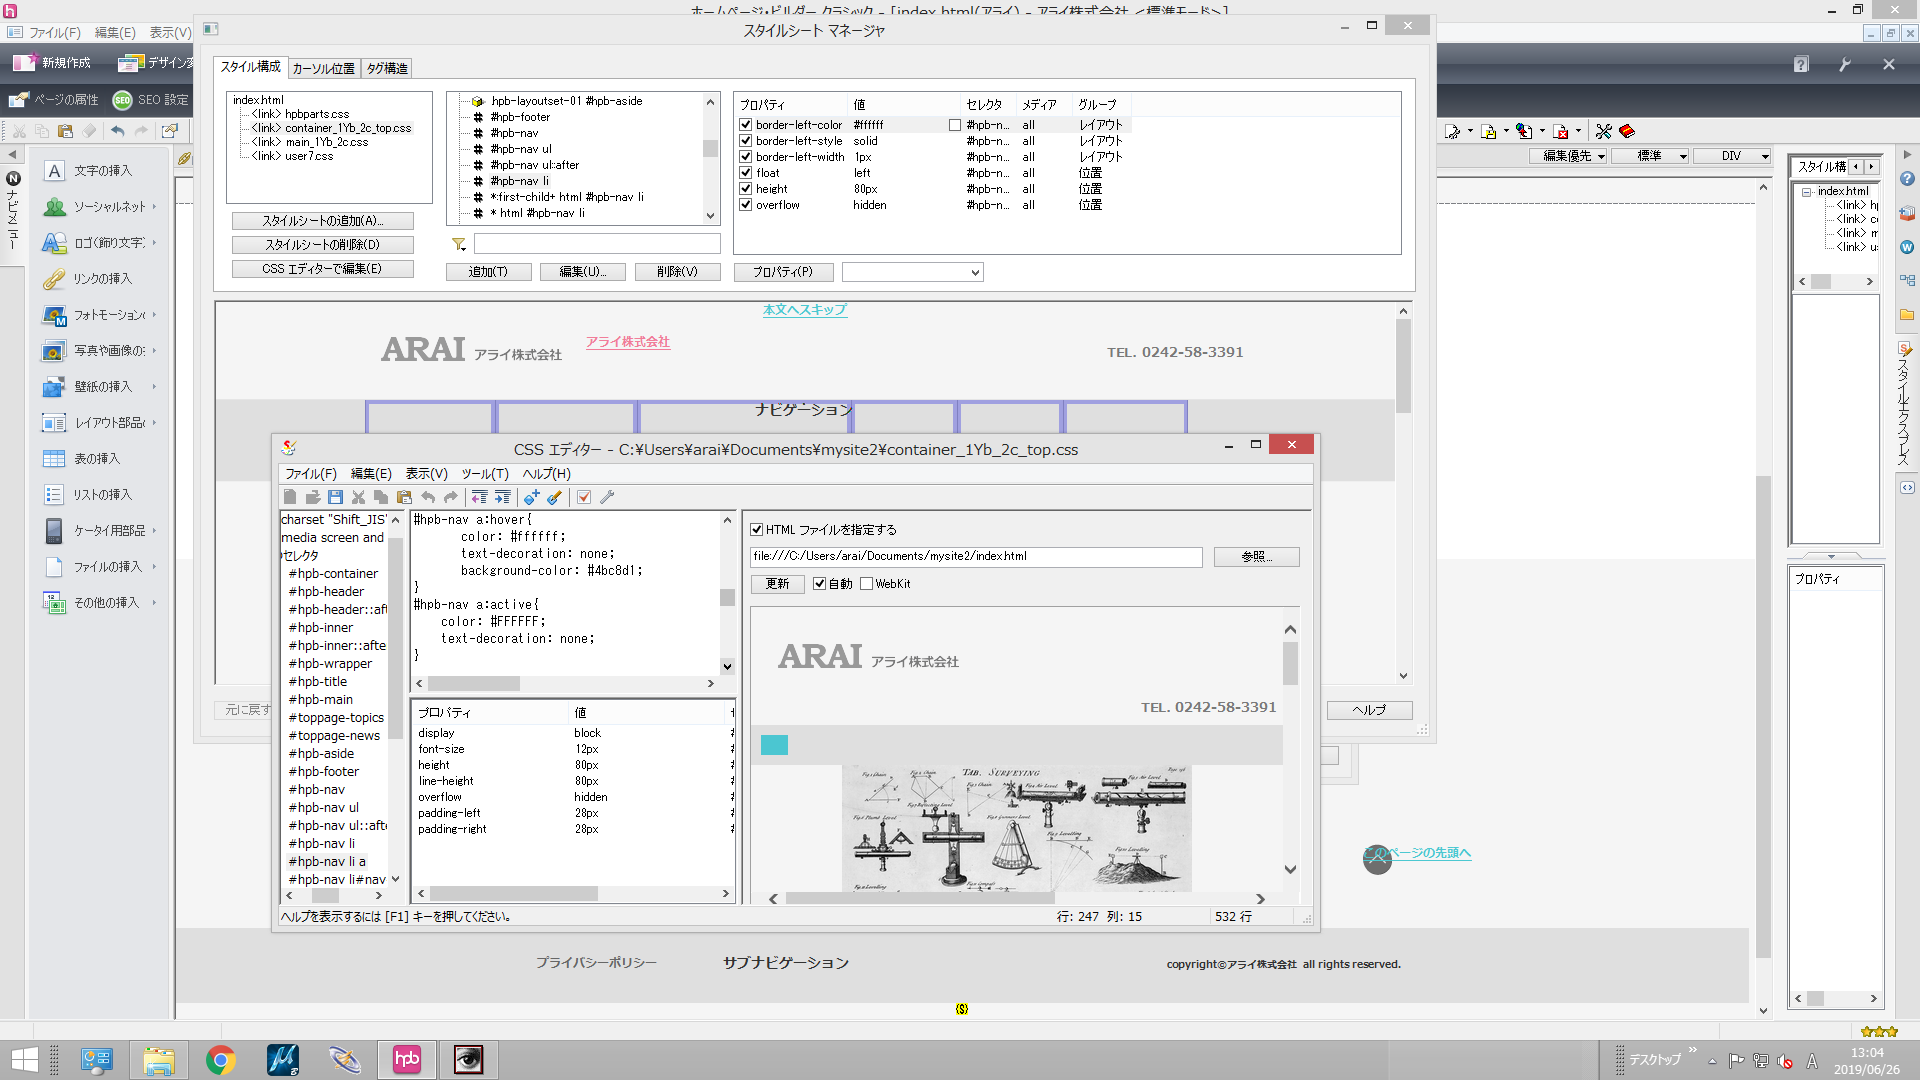 ホームページ・ビルダー クラシック - [index.html(アライ) - アライ株式会社 <標準モード>]
ファイル(F) 編集(E) 表示(V)
スタイルシート マネージャ
新規作成
ページの属性
SEO 設定
スタイル構成 カーソル位置 タグ構造
index.html
<link> hpbparts.css
<link> container_1Yb_2c_top.css
<link> main_1Yb_2c.css
<link> user7.css
スタイルシートの追加(A)...
スタイルシートの削除(D)
CSS エディターで編集(E)
.hpb-layoutset-01 #hpb-aside
#hpb-footer
#hpb-nav
#hpb-nav ul
#hpb-nav ul::after
#hpb-nav li
*:first-child+ html #hpb-nav li
* html #hpb-nav li
追加(T) 編集(U)... 削除(V)
プロパティ 値 セレクタ メディア グループ
border-left-color #ffffff #hp-n... all レイアウト
border-left-style solid #hp-n... all レイアウト
border-left-width 1px #hp-n... all レイアウト
float left #hp-n... all 位置
height 80px #hp-n... all 位置
overflow hidden #hp-n... all 位置
プロパティ(P)
編集優先 標準 DIV
ナビメニュー
文字の挿入
ソーシャルネット
ロゴ(飾り文字)
リンクの挿入
フォトモーション
写真や画像の
壁紙の挿入
レイアウト部品
表の挿入
リストの挿入
ケータイ用部品
ファイルの挿入
その他の挿入
本文へスキップ
ARAI アライ株式会社
アライ株式会社
TEL. 0242-58-3391
ナビゲーション
元に戻す
ヘルプ
CSS エディター - C:¥Users¥arai¥Documents¥mysite2¥container_1Yb_2c_top.css
ファイル(F) 編集(E) 表示(V) ツール(T) ヘルプ(H)
charset "Shift_JIS"
media screen and
セレクタ
#hpb-container
#hpb-header
#hpb-header::aft
#hpb-inner
#hpb-inner::afte
#hpb-wrapper
#hpb-title
#hpb-main
#toppage-topics
#toppage-news
#hpb-aside
#hpb-footer
#hpb-nav
#hpb-nav ul
#hpb-nav ul::aft
#hpb-nav li
#hpb-nav li a
#hpb-nav li#nav
#hpb-nav a:hover{
color: #ffffff;
text-decoration: none;
background-color: #4bc8d1;
}
#hpb-nav a:active{
color: #FFFFFF;
text-decoration: none;
}
プロパティ 値
display block
font-size 12px
height 80px
line-height 80px
overflow hidden
padding-left 28px
padding-right 28px
HTML ファイルを指定する
file:///C:/Users/arai/Documents/mysite2/index.html
参照...
更新 自動 WebKit
ARAI アライ株式会社
TEL. 0242-58-3391
TAB. SURVEYING
ヘルプを表示するには [F1] キーを押してください。
行: 247 列: 15 532 行
このページの先頭へ
プライバシーポリシー
サブナビゲーション
copyright©アライ株式会社 all rights reserved.
{S}
スタイル構
index.html
<link> h
<link> c
<link> m
<link> u
プロパティ
スタイルエクスプレス
hpb
デスクトップ
A
13:04
2019/06/26